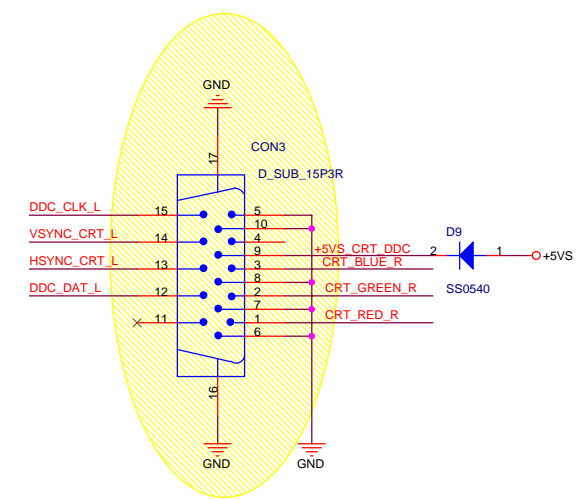 GND
17
CON3
D_SUB_15P3R
DDC_CLK_L
15
5
10
VSYNC_CRT_L
14
4
+5VS_CRT_DDC
9
D9
2
1
+5VS
HSYNC_CRT_L
13
3
CRT_BLUE_R
8
SS0540
DDC_DAT_L
12
2
CRT_GREEN_R
7
11
1
CRT_RED_R
6
16
GND
GND